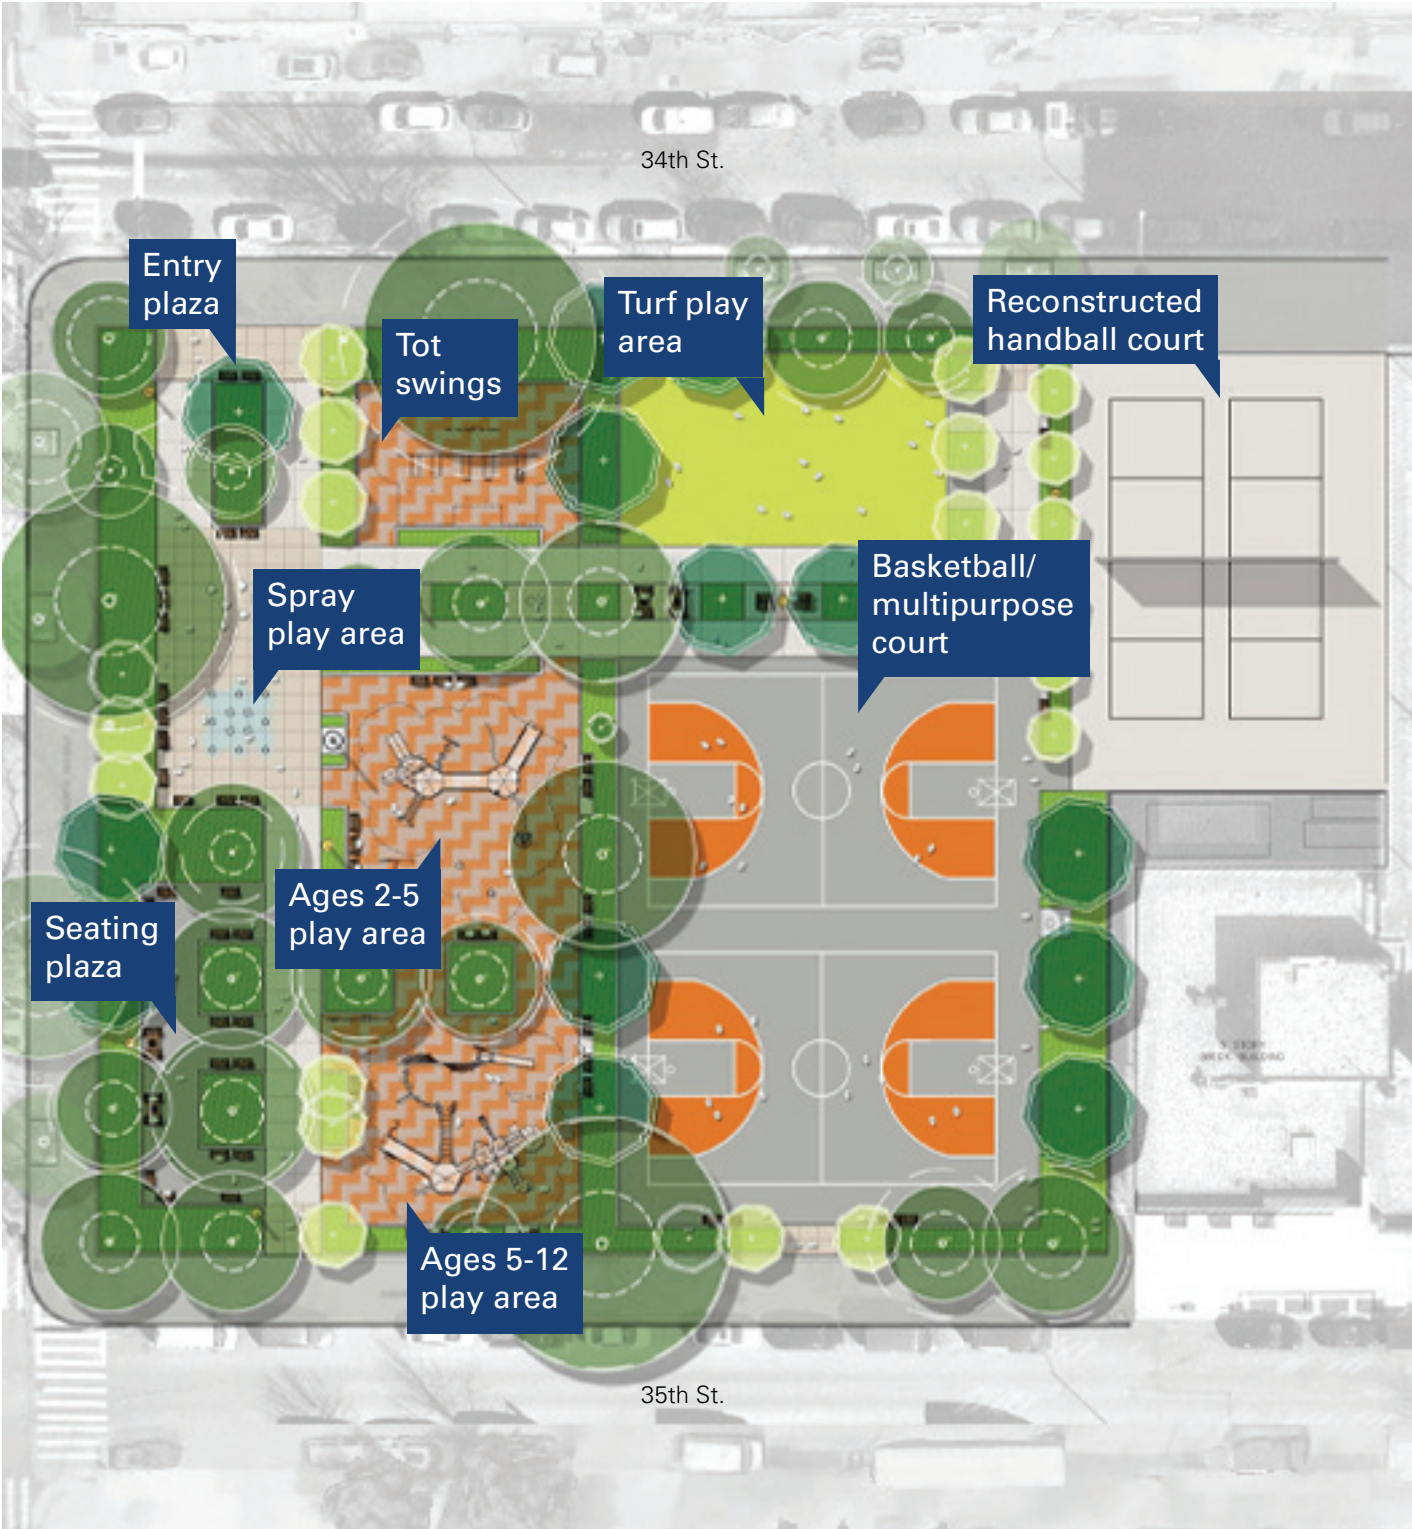 34th St.
Entry
plaza
Tot
swings
Turf play
area
Reconstructed
handball court
Spray
play area
Basketball/
multipurpose
court
Ages 2-5
play area
Seating
plaza
Ages 5-12
play area
35th St.